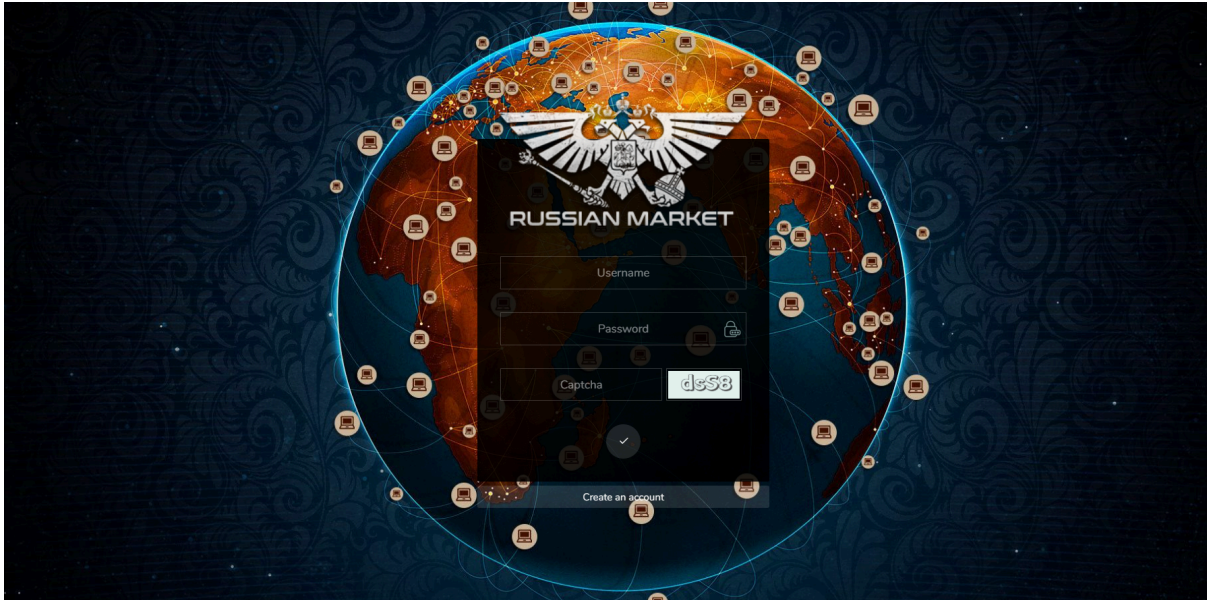 RUSSIAN MARKET
Username
Password
Captcha
dsS8
Create an account